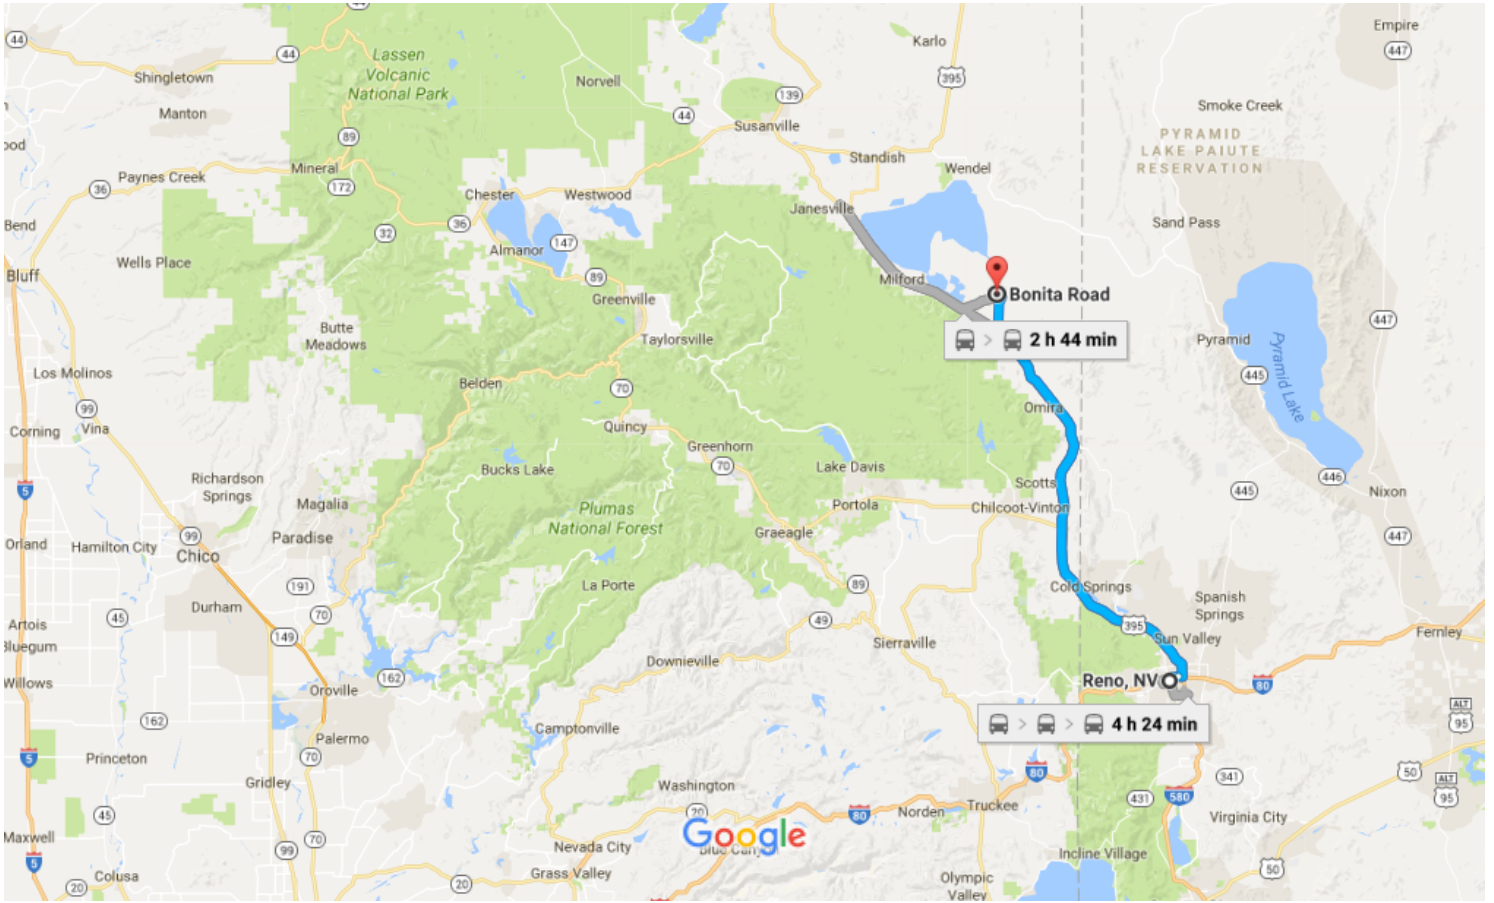 Empire
44
Karlo
447
Lassen
Volcanic
National Park
44
Shingletown
Norvell
395
139
Smoke Creek
Manton
44
Susanville
PYRAMID
LAKE PAIUTE
RESERVATION
89
Standish
Mineral
Wendel
Paynes Creek
172
36
Chester
Westwood
Janesville
Bend
36
Sand Pass
32
147
Almanor
Wells Place
Bluff
89
Milford
Bonita Road
Greenville
447
Butte
Meadows
2 h 44 min
Taylorsville
Pyramid
Pyramid Lake
445
Los Molinos
Belden
70
99
Omira
Vina
Corning
Quincy
Greenhorn
70
Bucks Lake
Lake Davis
446
Richardson
Springs
Scotts
5
445
Nixon
Magalia
Portola
Chilcoot-Vinton
Plumas
National Forest
99
Paradise
Graeagle
447
Orland
Hamilton City
Chico
191
La Porte
89
Cold Springs
Spanish
Springs
Durham
70
45
49
395
Artois
149
Sun Valley
Fernley
Bluegum
Sierraville
Downieville
Willows
162
Reno, NV
80
Oroville
ALT
95
162
4 h 24 min
Camptonville
Palermo
5
Princeton
70
80
341
50
Gridley
Washington
ALT
95
431
580
Truckee
45
20
80
Norden
Virginia City
Google
Maxwell
70
99
Nevada City
Incline Village
5
Colusa
20
Grass Valley
20
Olympic
Valley
50